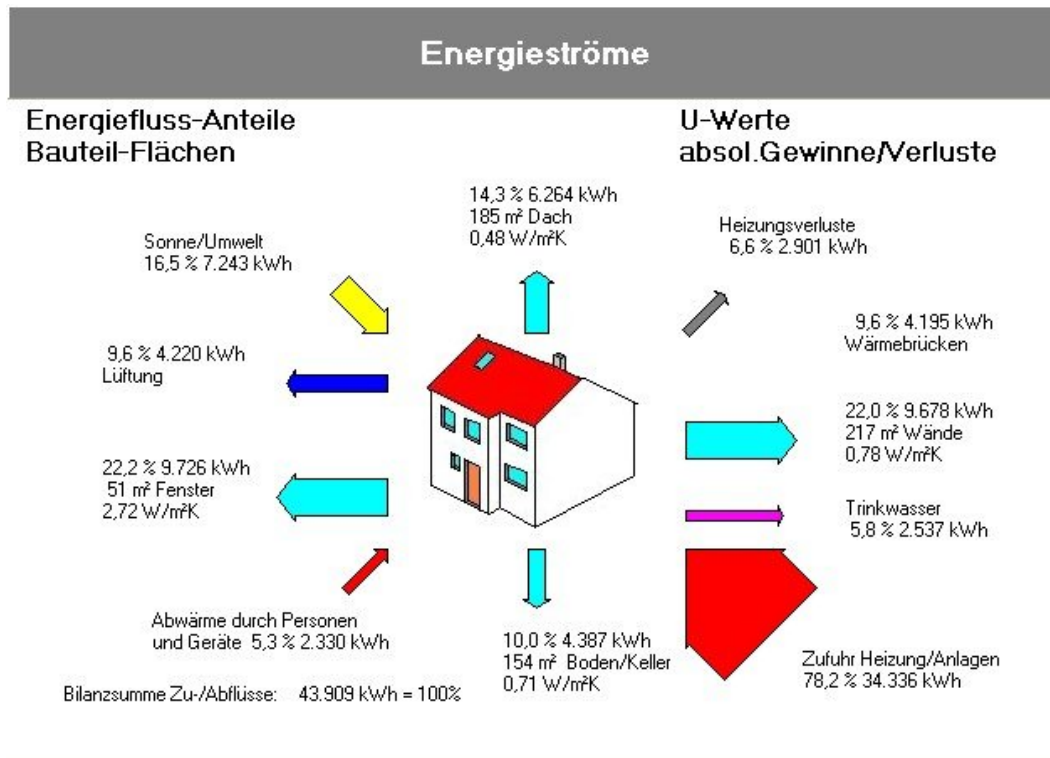 Energieströme
Energiefluss-Anteile
Bauteil-Flächen
U-Werte
absol.Gewinne/Verluste
14,3 % 6.264 kWh
185 m² Dach
0,48 W/m²K
Sonne/Umwelt
16,5 % 7.243 kWh
Heizungsverluste
6,6 % 2.901 kWh
9,6 % 4.220 kWh
Lüftung
9,6 % 4.195 kWh
Wärmebrücken
22,0 % 9.678 kWh
217 m² Wände
0,78 W/m²K
22,2 % 9.726 kWh
51 m² Fenster
2,72 W/m²K
Trinkwasser
5,8 % 2.537 kWh
Abwärme durch Personen
und Geräte 5,3 % 2.330 kWh
10,0 % 4.387 kWh
154 m² Boden/Keller
0,71 W/m²K
Zufuhr Heizung/Anlagen
78,2 % 34.336 kWh
Bilanzsumme Zu-/Abflüsse: 43.909 kWh = 100%